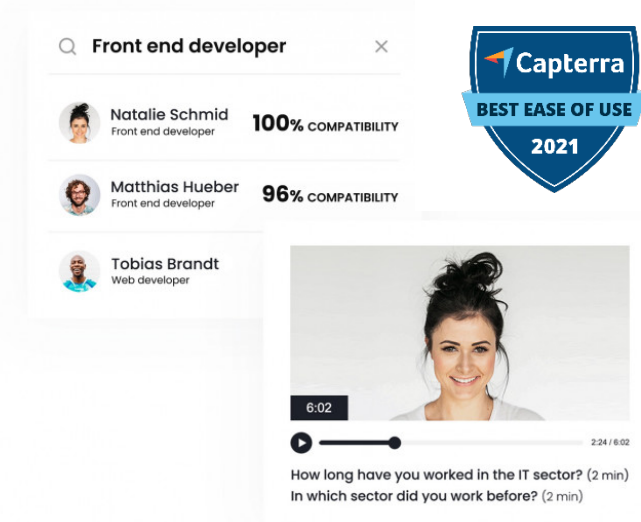 Front end developer
Natalie Schmid
Front end developer
100% COMPATIBILITY
Matthias Hueber
Front end developer
96% COMPATIBILITY
Tobias Brandt
Web developer
Capterra
BEST EASE OF USE
2021
6:02
2:24 / 6:02
How long have you worked in the IT sector? (2 min)
In which sector did you work before? (2 min)